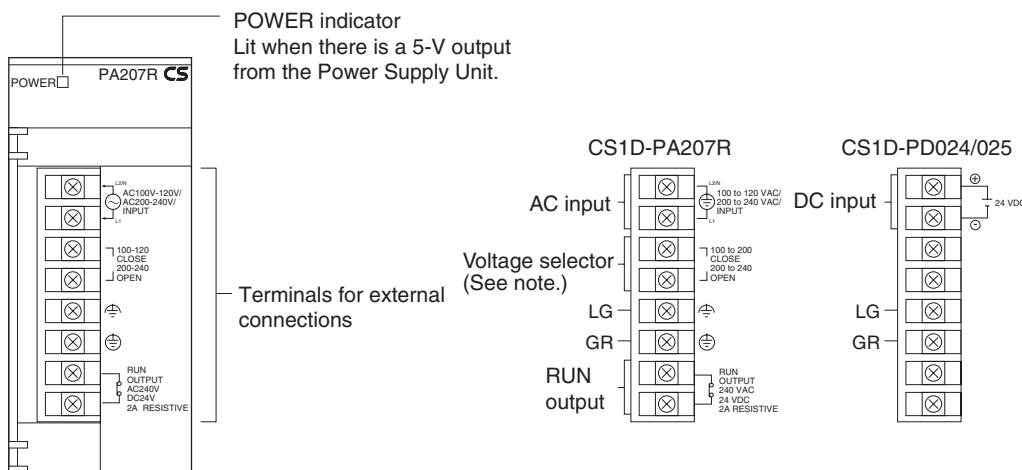 POWER indicator
Lit when there is a 5-V output
from the Power Supply Unit.
POWER
PA207R CS
L2/N
AC100V-120V/
AC200-240V/
INPUT
L1
100-120
CLOSE
200-240
OPEN
RUN
OUTPUT
AC240V
DC24V
2A RESISTIVE
Terminals for external
connections
CS1D-PA207R
AC input
Voltage selector
(See note.)
LG
GR
RUN
output
L2/N
100 to 120 VAC/
200 to 240 VAC/
INPUT
L1
100 to 200
CLOSE
200 to 240
OPEN
RUN
OUTPUT
240 VAC
24 VDC
2A RESISTIVE
CS1D-PD024/025
DC input
LG
GR
24 VDC